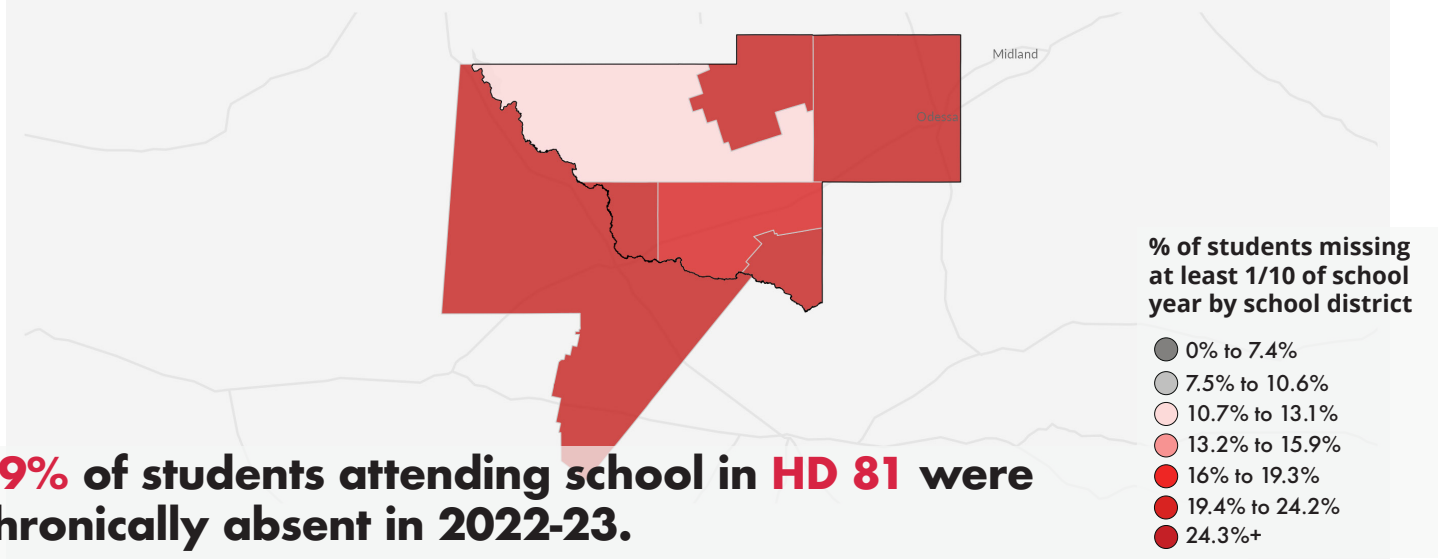 Midland
Odessa
% of students missing
at least 1/10 of school
year by school district
0% to 7.4%
7.5% to 10.6%
10.7% to 13.1%
13.2% to 15.9%
16% to 19.3%
19.4% to 24.2%
24.3%+
9% of students attending school in HD 81 were
hronically absent in 2022-23.